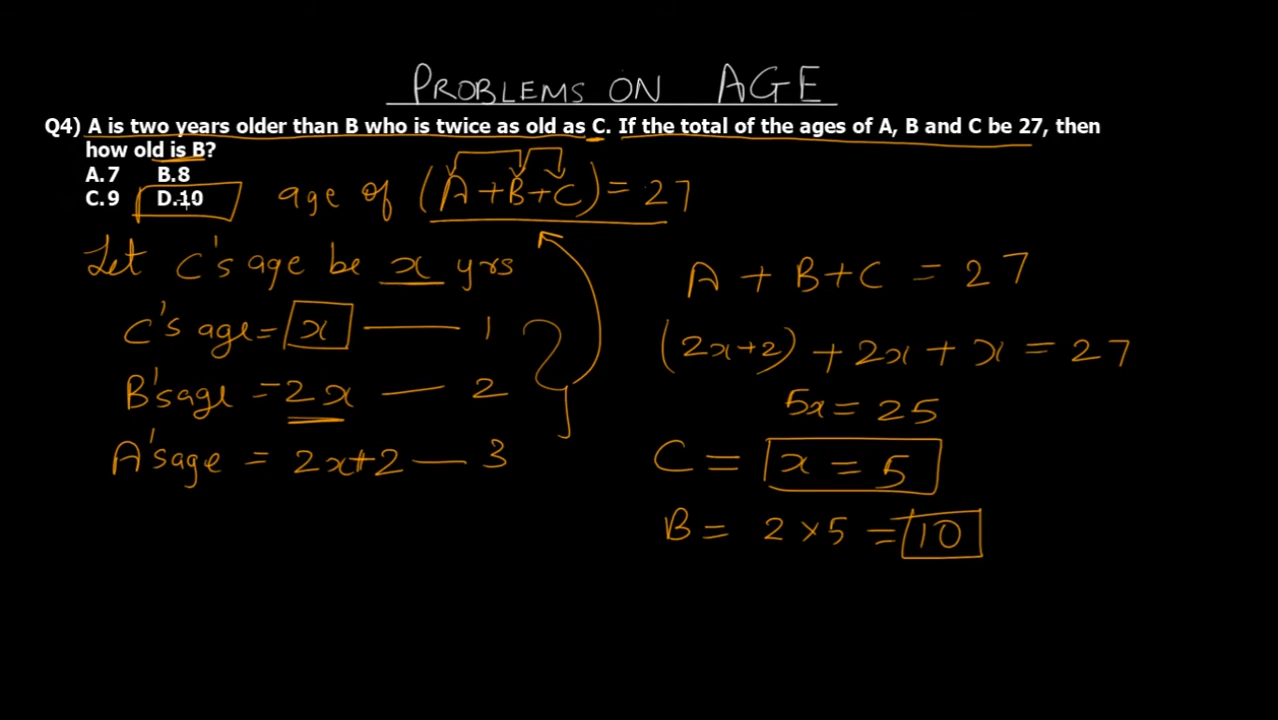 PROBLEMS ON AGE
Q4) A is two years older than B who is twice as old as C. If the total of the ages of A, B and C be 27, then
how old is B?
A. 7 B. 8
C. 9 D. 10
age of (A+B+C) = 27
Let C's age be x yrs
C's age = x — 1
B's age = 2x — 2
A's age = 2x+2 — 3
A + B + C = 27
(2x+2) + 2x + x = 27
5x = 25
C = x = 5
B = 2 × 5 = 10